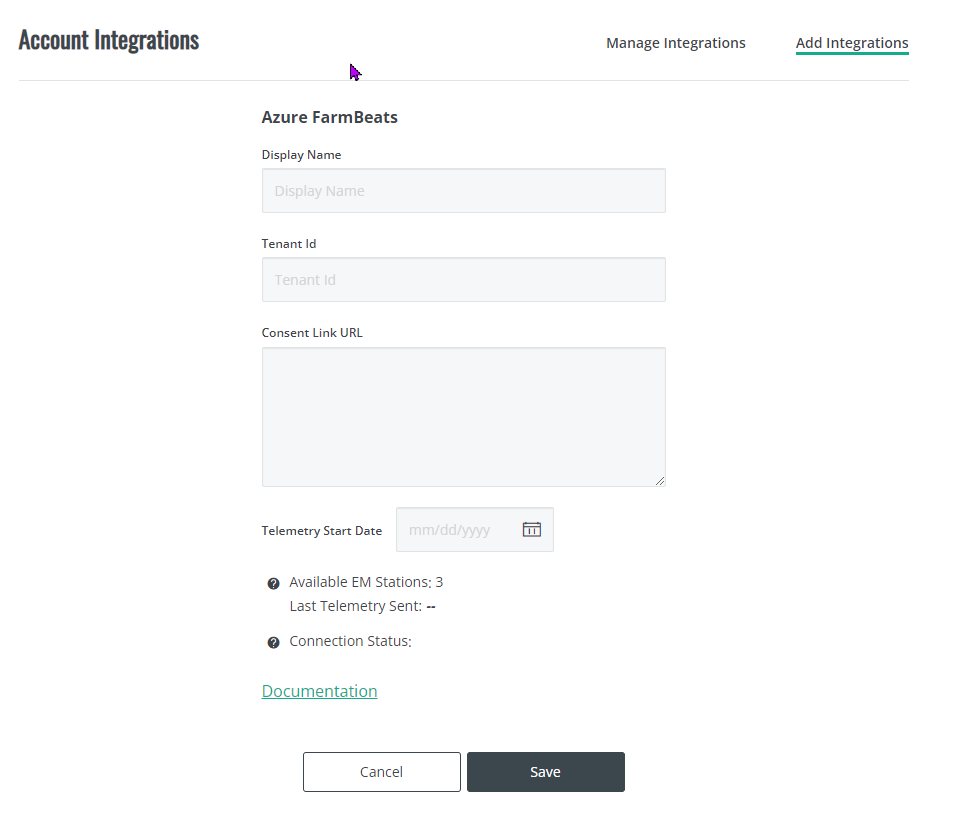 Account Integrations
Manage Integrations
Add Integrations
Azure FarmBeats
Display Name
Display Name
Tenant Id
Tenant Id
Consent Link URL
Telemetry Start Date
mm/dd/yyyy
Available EM Stations: 3
Last Telemetry Sent: --
Connection Status:
Documentation
Cancel
Save